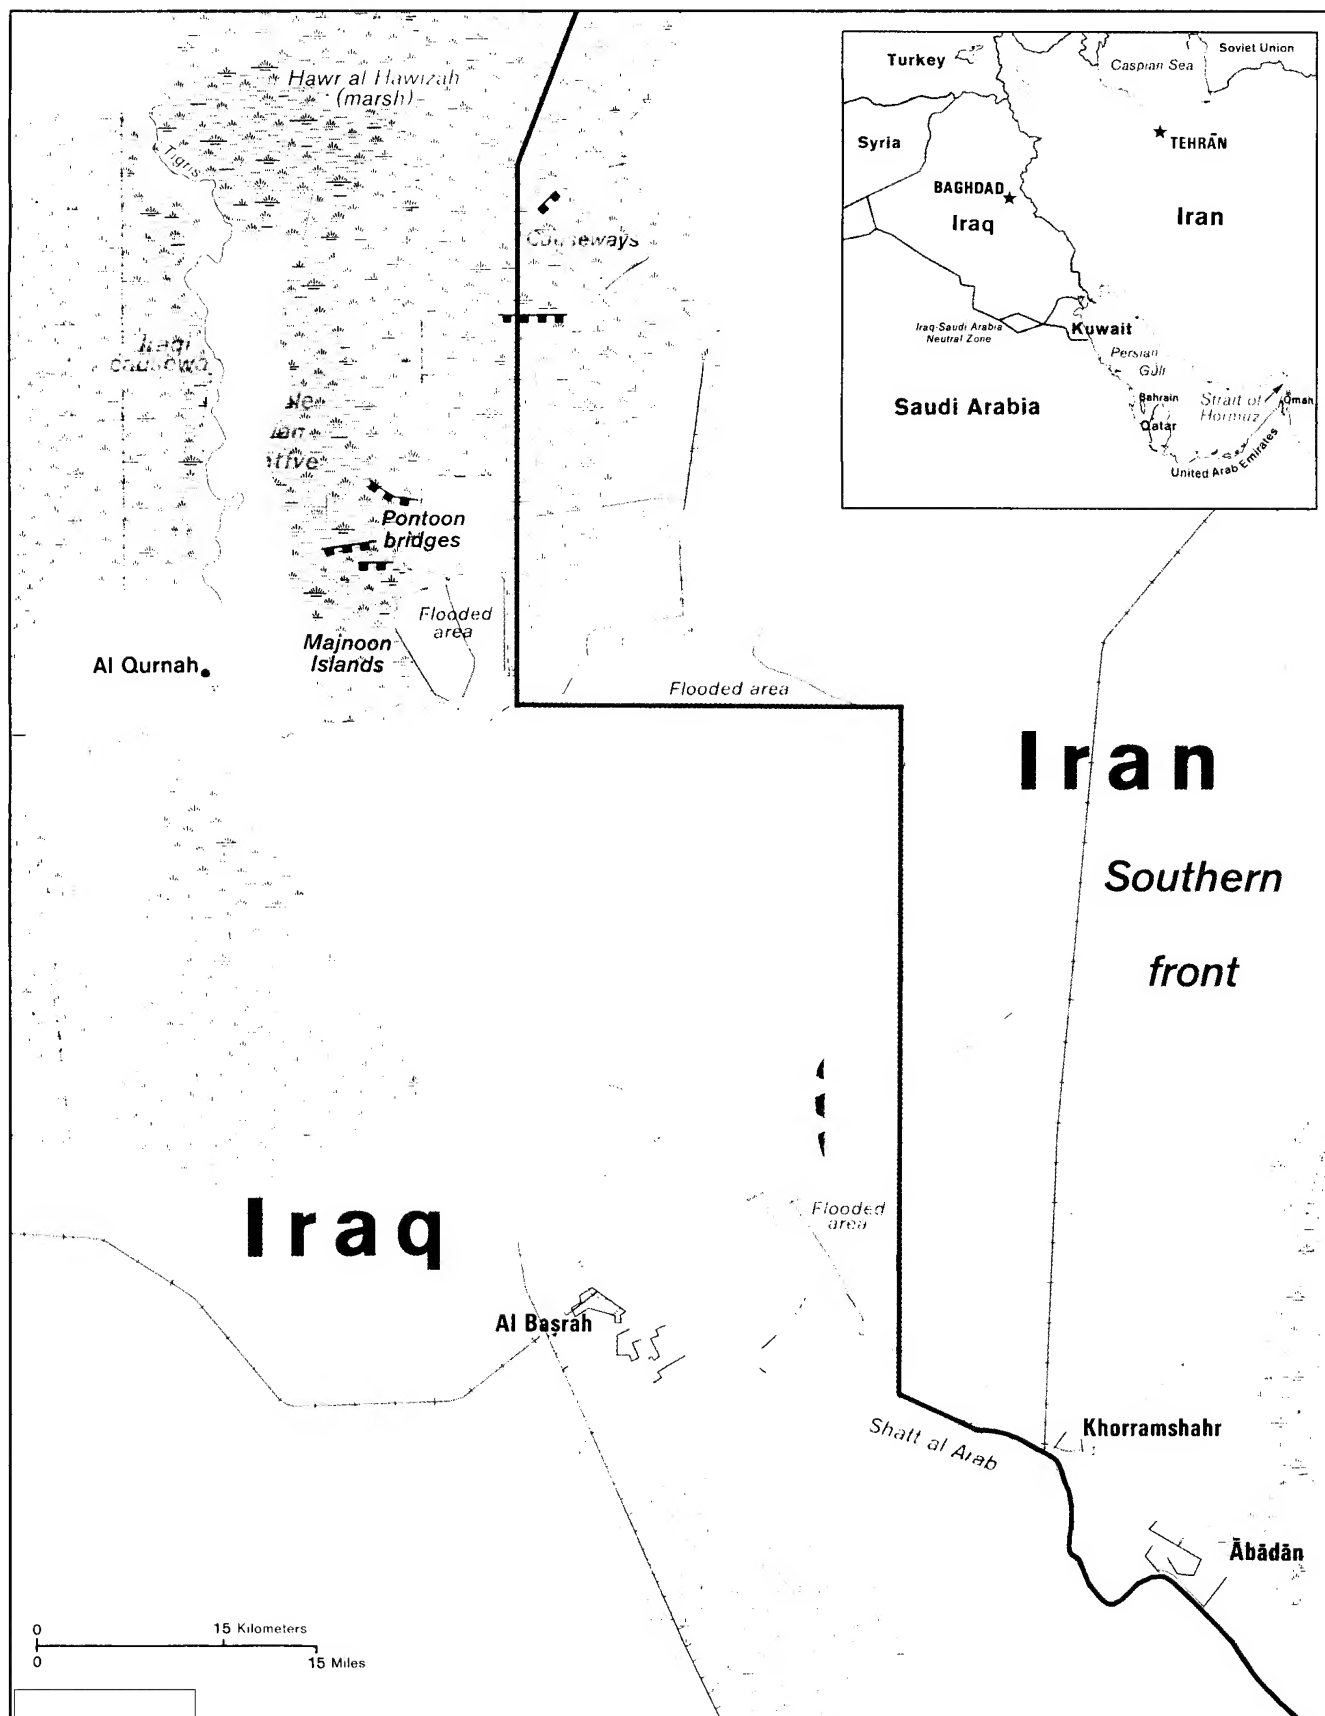 Hawr al Hawizah
(marsh)
Tigris
Causeways
Iraqi
Pontoon
bridges
Flooded
area
Majnoon
Islands
Al Qurnah
Flooded area
Iran
Southern
front
Iraq
Flooded
area
Al Baṣrah
Shatt al Arab
Khorramshahr
Ābādān
0 15 Kilometers
0 15 Miles
Turkey
Caspian Sea
Soviet Union
Syria
TEHRĀN
BAGHDAD
Iraq
Iran
Iraq-Saudi Arabia
Neutral Zone
Kuwait
Persian
Gulf
Saudi Arabia
Bahrain
Qatar
Strait of
Hormuz
Oman
United Arab Emirates